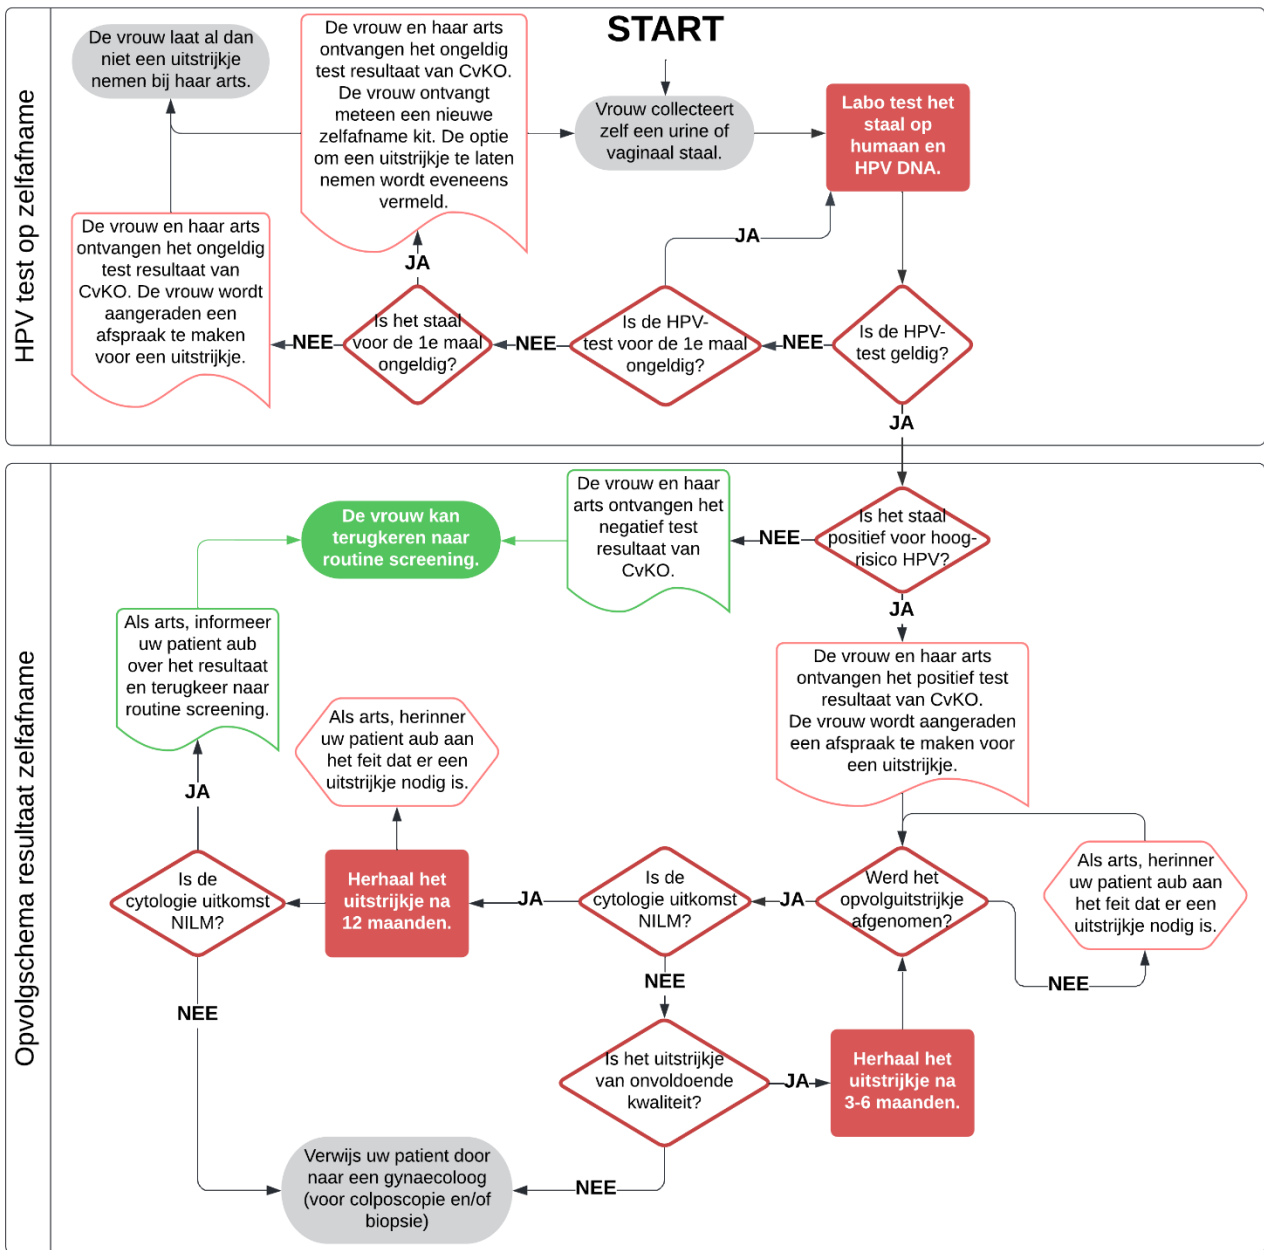 START
HPV test op zelfafname
De vrouw laat al dan
niet een uitstrijkje
nemen bij haar arts.
De vrouw en haar arts
ontvangen het ongeldig
test resultaat van CvKO.
De vrouw ontvangt
meteen een nieuwe
zelfafname kit. De optie
om een uitstrijkje te laten
nemen wordt eveneens
vermeld.
Vrouw collecteert
zelf een urine of
vaginaal staal.
Labo test het
staal op
humaan en
HPV DNA.
De vrouw en haar arts
ontvangen het ongeldig
test resultaat van
CvKO. De vrouw wordt
aangeraden een
afspraak te maken
voor een uitstrijkje.
JA
JA
NEE
Is het staal
voor de 1e maal
ongeldig?
NEE
Is de HPV-
test voor de 1e maal
ongeldig?
NEE
Is de HPV-
test geldig?
JA
Opvolgschema resultaat zelfafname
De vrouw kan
terugkeren naar
routine screening.
De vrouw en haar
arts ontvangen het
negatief test
resultaat van
CvKO.
NEE
Is het staal
positief voor hoog-
risico HPV?
JA
Als arts, informeer
uw patient aub
over het resultaat
en terugkeer naar
routine screening.
De vrouw en haar arts
ontvangen het positief test
resultaat van CvKO.
De vrouw wordt aangeraden
een afspraak te maken voor
een uitstrijkje.
Als arts, herinner
uw patient aub aan
het feit dat er een
uitstrijkje nodig is.
JA
Is de
cytologie uitkomst
NILM?
Herhaal het
uitstrijkje na
12 maanden.
JA
Is de
cytologie uitkomst
NILM?
JA
Werd het
opvolguitstrijkje
afgenomen?
Als arts, herinner
uw patient aub aan
het feit dat er een
uitstrijkje nodig is.
NEE
NEE
NEE
Is het uitstrijkje
van onvoldoende
kwaliteit?
JA
Herhaal het
uitstrijkje na
3-6 maanden.
Verwijs uw patient door
naar een gynaecoloog
(voor colposcopie en/of
biopsie)
NEE